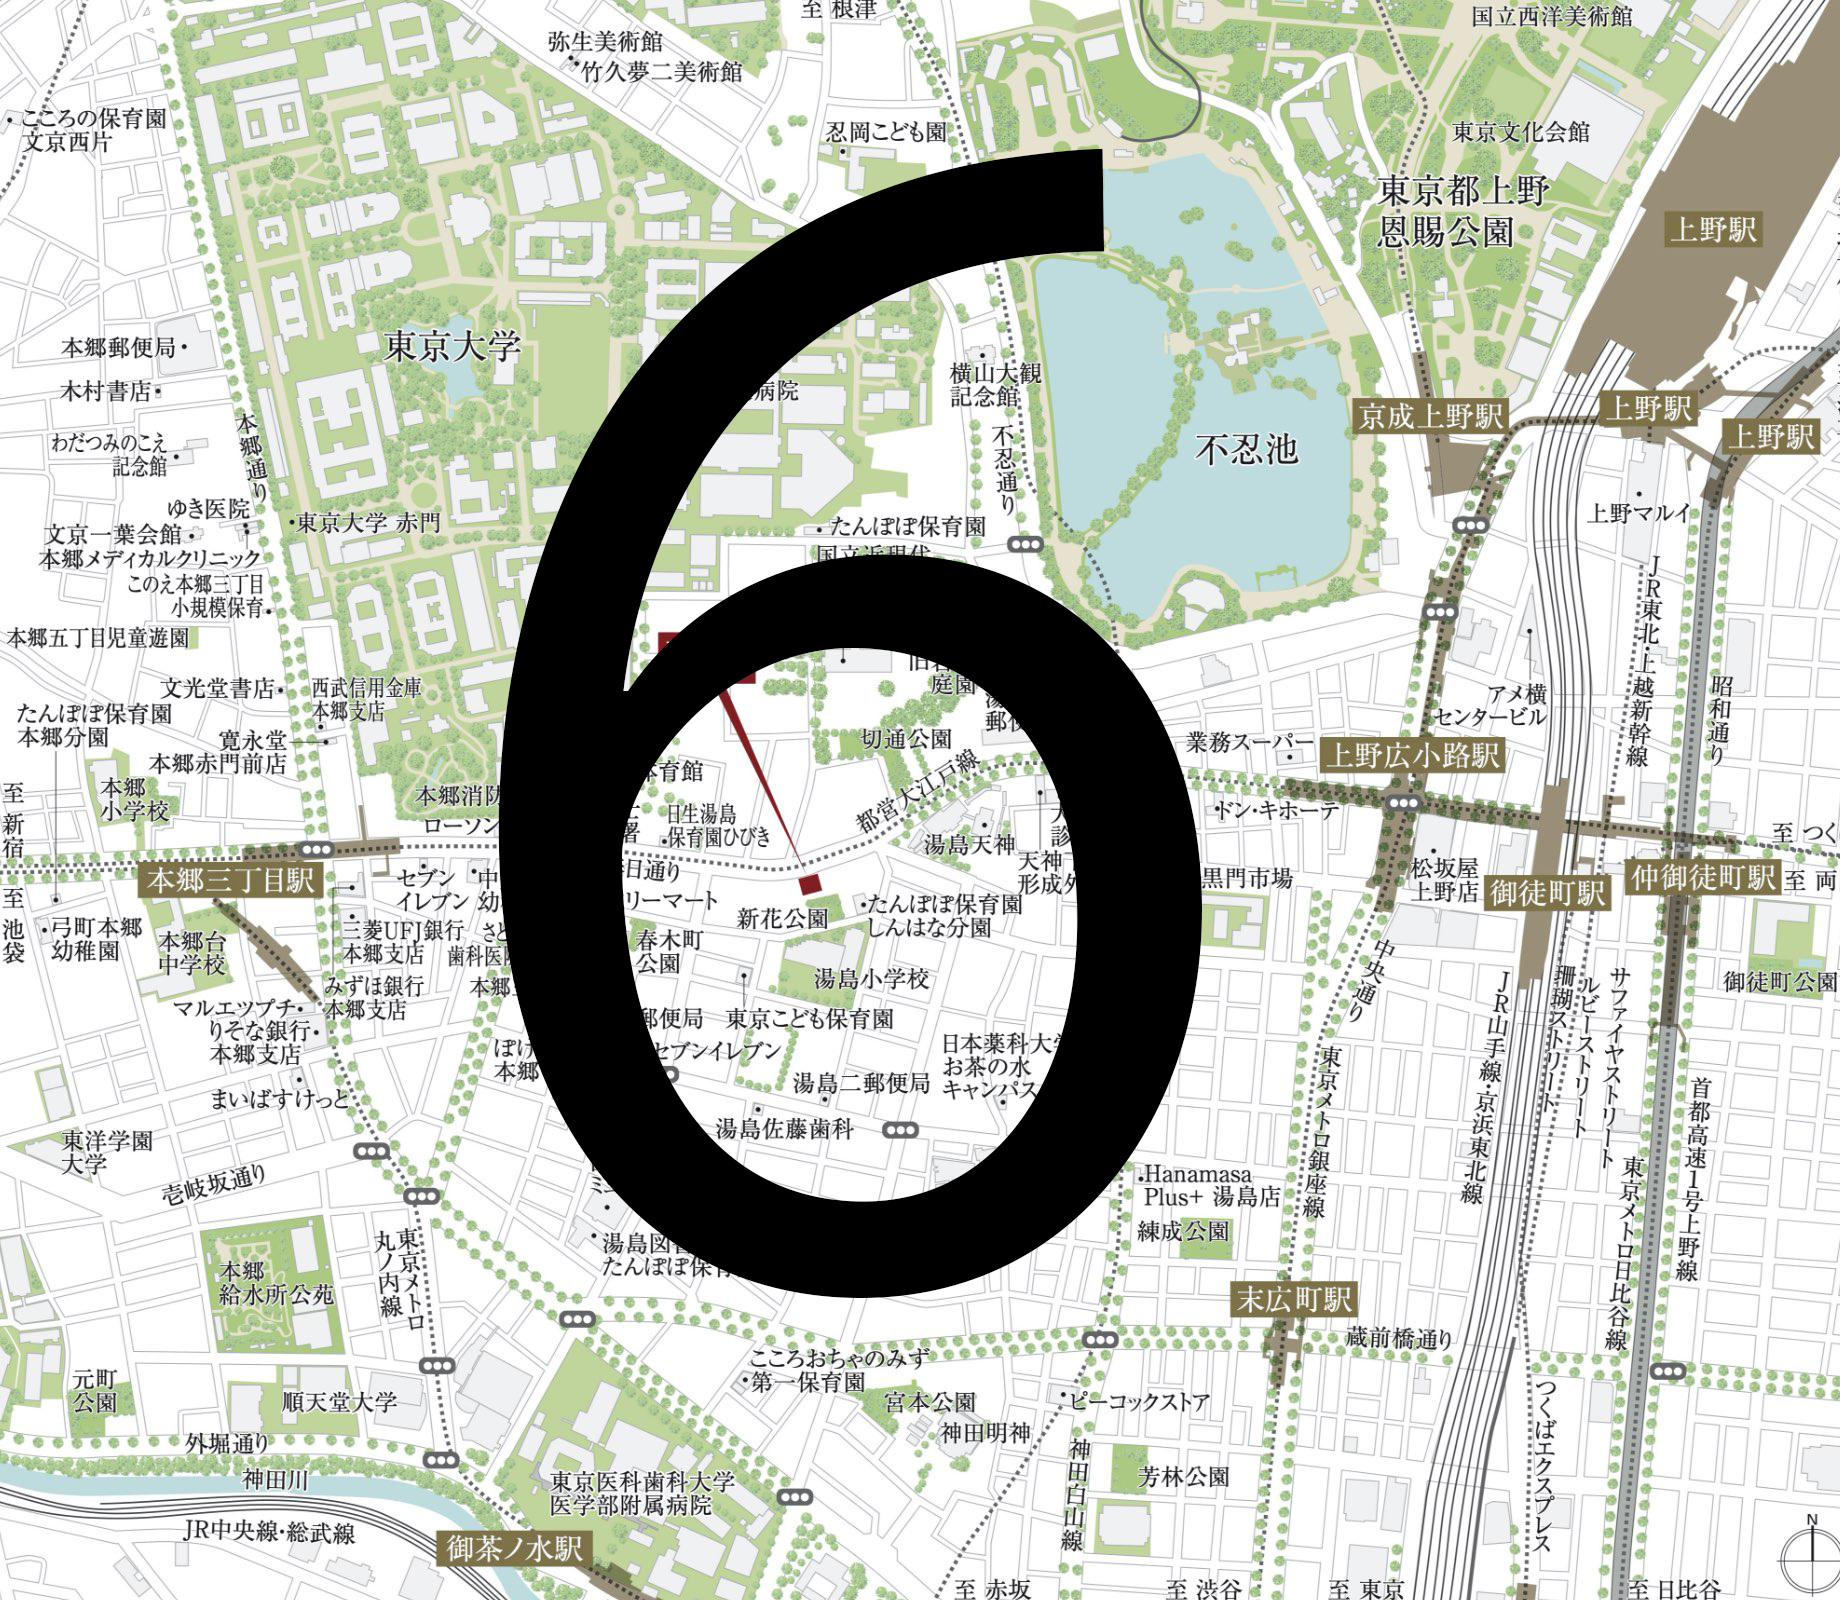 至 根津
国立西洋美術館
弥生美術館
竹久夢二美術館
こころの保育園
文京西片
忍岡こども園
東京文化会館
東京都上野
恩賜公園
上野駅
本郷郵便局
東京大学
木村書店
病院
横山大観
記念館
京成上野駅
上野駅
上野駅
わだつみのこえ
記念館
本郷通り
不忍通り
不忍池
ゆき医院
東京大学 赤門
たんぽぽ保育園
上野マルイ
文京一葉会館
本郷メディカルクリニック
国立近現代
このえ本郷三丁目
小規模保育
JR東北・上越新幹線
本郷五丁目児童遊園
文光堂書店
西武信用金庫
本郷支店
庭園
アメ横
センタービル
昭和通り
たんぽぽ保育園
本郷分園
寛永堂
本郷赤門前店
切通公園
業務スーパー
上野広小路駅
本郷
小学校
体育館
都営大江戸線
至 新宿
本郷消防
ローソン
署
日生湯島
保育園ひびき
湯島天神
ドン・キホーテ
至 つく
本郷三丁目駅
セブン
イレブン
春日通り
天神
形成外
黒門市場
松坂屋
上野店
御徒町駅
仲御徒町駅
至 両
至 池袋
リーマート
新花公園
たんぽぽ保育園
しんはな分園
弓町本郷
幼稚園
本郷台
中学校
三菱UFJ銀行
本郷支店
歯科医院
春木町
公園
湯島小学校
中央通り
御徒町公園
みずほ銀行
本郷支店
マルエツプチ
りそな銀行
本郷支店
郵便局
東京こども保育園
JR山手線・京浜東北線
珊瑚ストリート
ルビーストリート
サファイヤストリート
セブンイレブン
日本薬科大学
お茶の水
キャンパス
まいばすけっと
湯島二郵便局
東京メトロ銀座線
首都高速1号上野線
東洋学園
大学
湯島佐藤歯科
壱岐坂通り
Hanamasa
Plus+ 湯島店
東京メトロ日比谷線
東京メトロ
丸ノ内線
湯島図書
たんぽぽ保育
練成公園
本郷
給水所公苑
末広町駅
蔵前橋通り
こころおちゃのみず
第一保育園
元町
公園
順天堂大学
宮本公園
ピーコックストア
つくばエクスプレス
外堀通り
神田明神
神田白山線
神田川
東京医科歯科大学
医学部附属病院
芳林公園
JR中央線・総武線
御茶ノ水駅
N
至 赤坂
至 渋谷
至 東京
至 日比谷
6